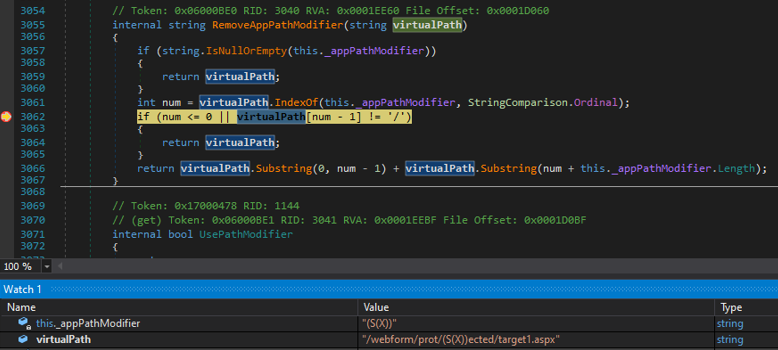 3054 // Token: 0x06000BE0 RID: 3040 RVA: 0x0001EE60 File Offset: 0x0001D060
3055 internal string RemoveAppPathModifier(string virtualPath)
3056 {
3057 if (string.IsNullOrEmpty(this._appPathModifier))
3058 {
3059 return virtualPath;
3060 }
3061 int num = virtualPath.IndexOf(this._appPathModifier, StringComparison.Ordinal);
3062 if (num <= 0 || virtualPath[num - 1] != '/')
3063 {
3064 return virtualPath;
3065 }
3066 return virtualPath.Substring(0, num - 1) + virtualPath.Substring(num + this._appPathModifier.Length);
3067 }
3068
3069 // Token: 0x17000478 RID: 1144
3070 // (get) Token: 0x06000BE1 RID: 3041 RVA: 0x0001EEBF File Offset: 0x0001D0BF
3071 internal bool UsePathModifier
3072 {
100 %
Watch 1
Name Value Type
this._appPathModifier "(S(X))" string
virtualPath "/webform/prot/(S(X))ected/target1.aspx" string